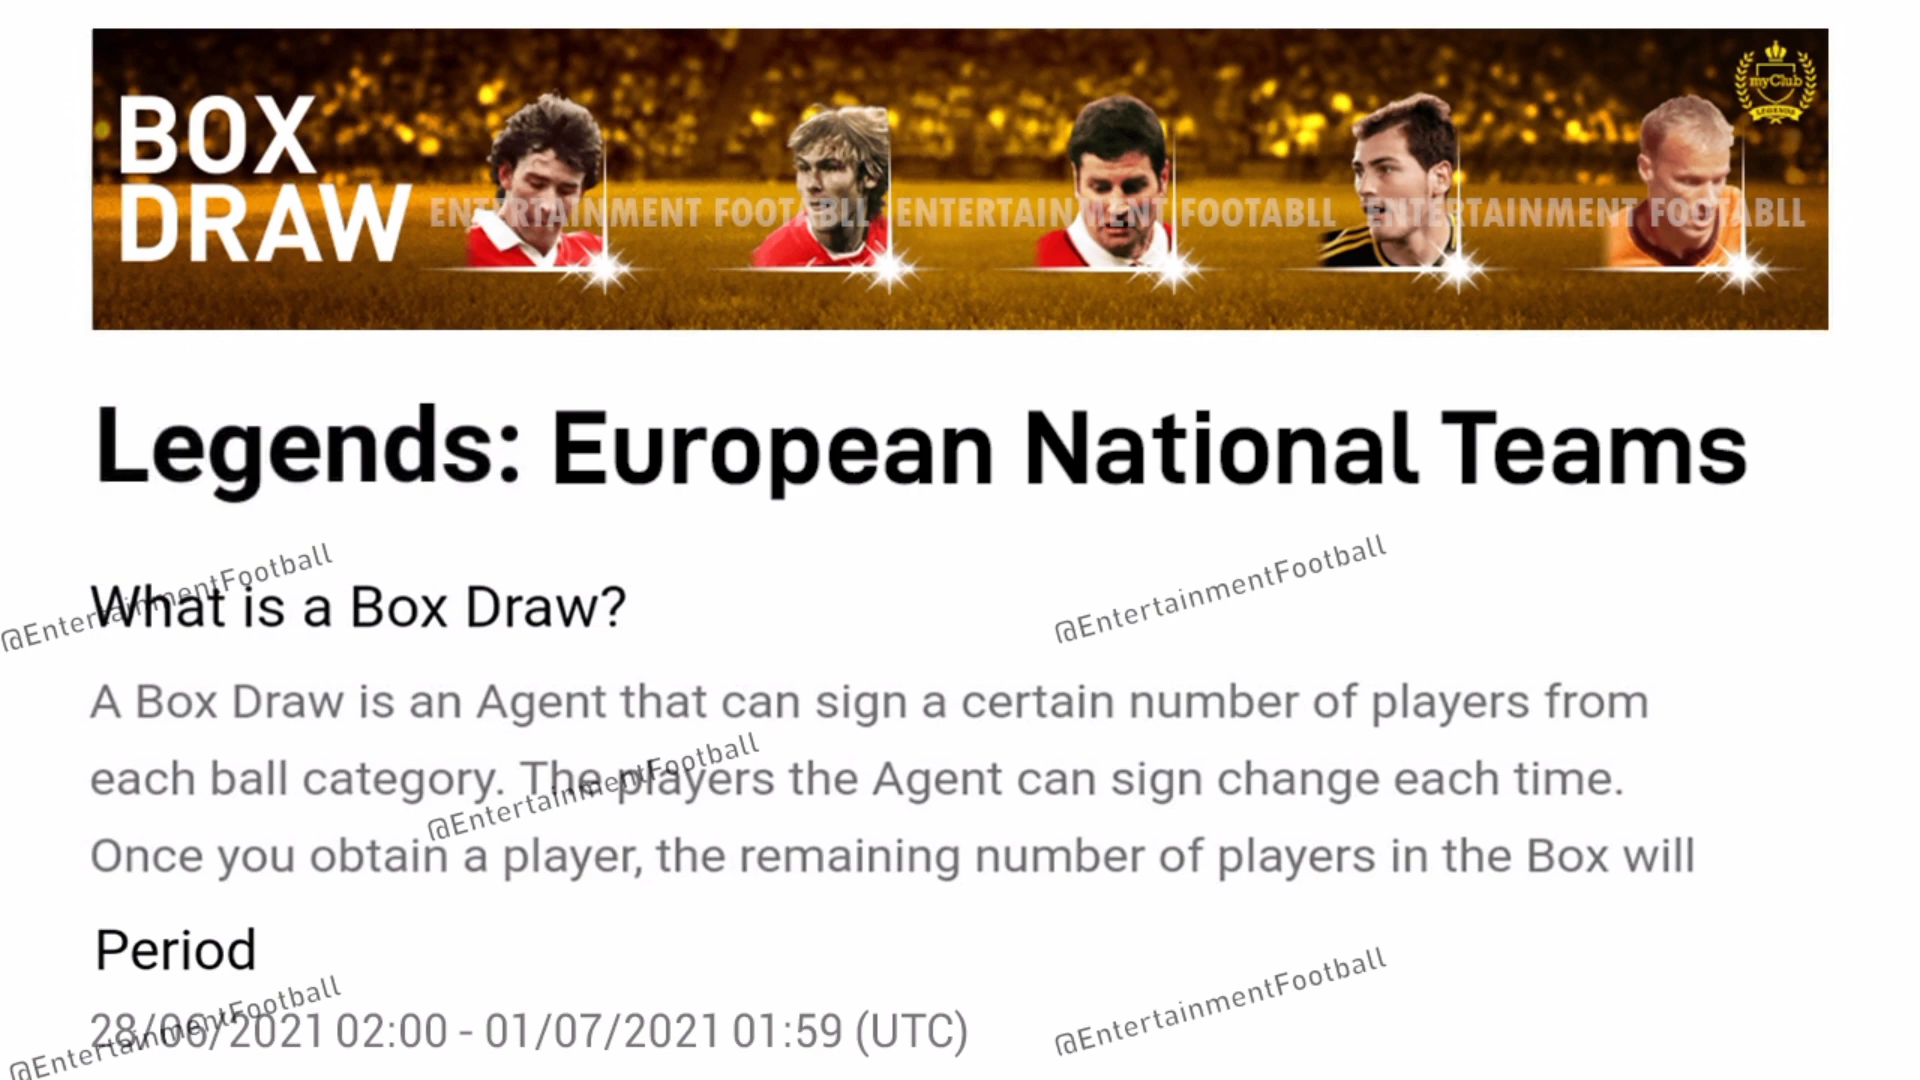 BOX
DRAW
myClub
LEGENDS
ENTERTAINMENT FOOTABLL ENTERTAINMENT FOOTABLL ENTERTAINMENT FOOTABLL
Legends: European National Teams
@EntertainmentFootball
@EntertainmentFootball
What is a Box Draw?
A Box Draw is an Agent that can sign a certain number of players from
each ball category. The players the Agent can sign change each time.
@EntertainmentFootball
Once you obtain a player, the remaining number of players in the Box will
Period
@EntertainmentFootball
@EntertainmentFootball
28/06/2021 02:00 - 01/07/2021 01:59 (UTC)